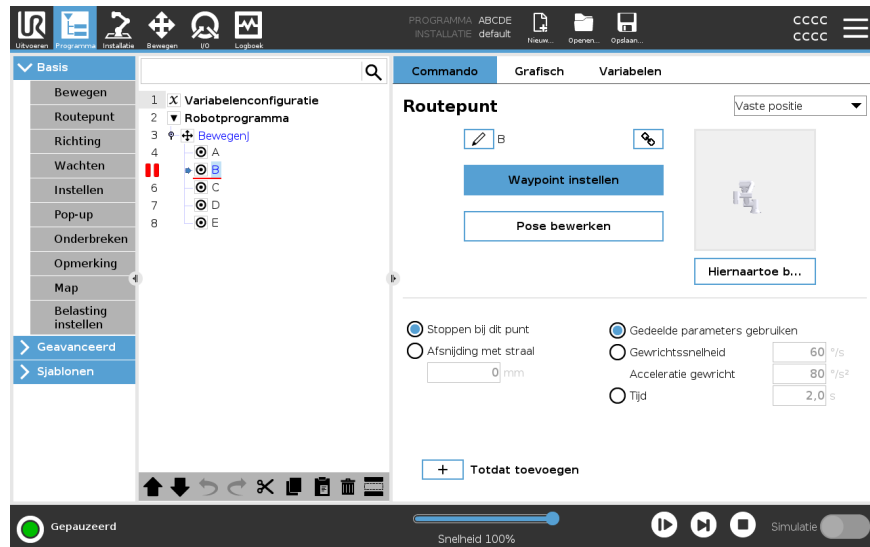 PROGRAMMA ABCDE
INSTALLATIE default
CCCC
CCCC
Uitvoeren Programma Installatie Bewegen I/O Logboek Nieuw... Openen... Opslaan...
Basis
Bewegen
Routepunt
Richting
Wachten
Instellen
Pop-up
Onderbreken
Opmerking
Map
Belasting
instellen
Geavanceerd
Sjablonen
1 X Variabelenconfiguratie
2 Robotprogramma
3 BewegenJ
4 A
B
6 C
7 D
8 E
Commando Grafisch Variabelen
Routepunt
Vaste positie
B
Waypoint instellen
Pose bewerken
Hiernaartoe b...
Stoppen bij dit punt
Afsnijding met straal
0 mm
Gedeelde parameters gebruiken
Gewrichtssnelheid 60 °/s
Acceleratie gewricht 80 °/s²
Tijd 2,0 s
+ Totdat toevoegen
Gepauzeerd
Snelheid 100%
Simulatie